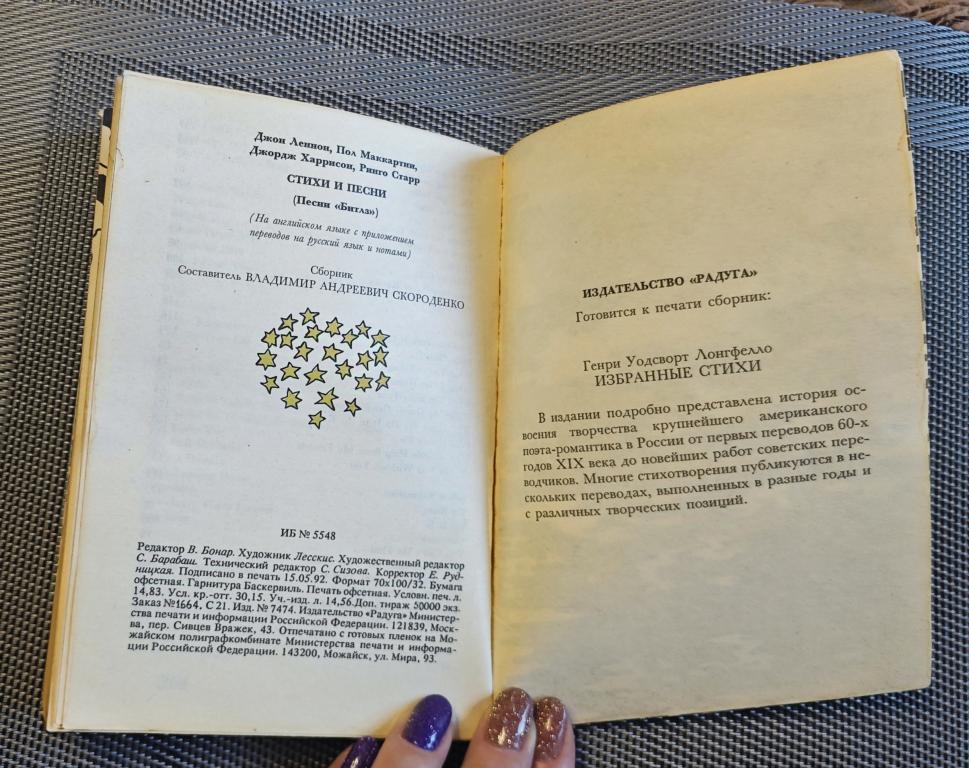 Джон Леннон, Пол Маккартни,
Джордж Харрисон, Ринго Старр
СТИХИ И ПЕСНИ
(Песни «Битлз»)
(На английском языке с приложением
переводов на русский язык и нотами)
Сборник
Составитель ВЛАДИМИР АНДРЕЕВИЧ СКОРОДЕНКО
ИБ № 5548
Редактор В. Бонар. Художник Лесскис. Художественный редактор
С. Барабаш. Технический редактор С. Сизова. Корректор Е. Руд-
ницкая. Подписано в печать 15.05.92. Формат 70х100/32. Бумага
офсетная. Гарнитура Баскервиль. Печать офсетная. Условн. печ. л.
14,83. Усл. кр.-отт. 30,15. Уч.-изд. л. 14,56.Доп. тираж 50000 экз.
Заказ №1664, С 21. Изд. № 7474. Издательство «Радуга» Министер-
ства печати и информации Российской Федерации. 121839, Моск-
ва, пер. Сивцев Вражек, 43. Отпечатано с готовых пленок на Мо-
жайском полиграфкомбинате Министерства печати и информа-
ции Российской Федерации. 143200, Можайск, ул. Мира, 93.
ИЗДАТЕЛЬСТВО «РАДУГА»
Готовится к печати сборник:
Генри Уодсворт Лонгфелло
ИЗБРАННЫЕ СТИХИ
В издании подробно представлена история ос-
воения творчества крупнейшего американского
поэта-романтика в России от первых переводов 60-х
годов XIX века до новейших работ советских пере-
водчиков. Многие стихотворения публикуются в не-
скольких переводах, выполненных в разные годы и
с различных творческих позиций.